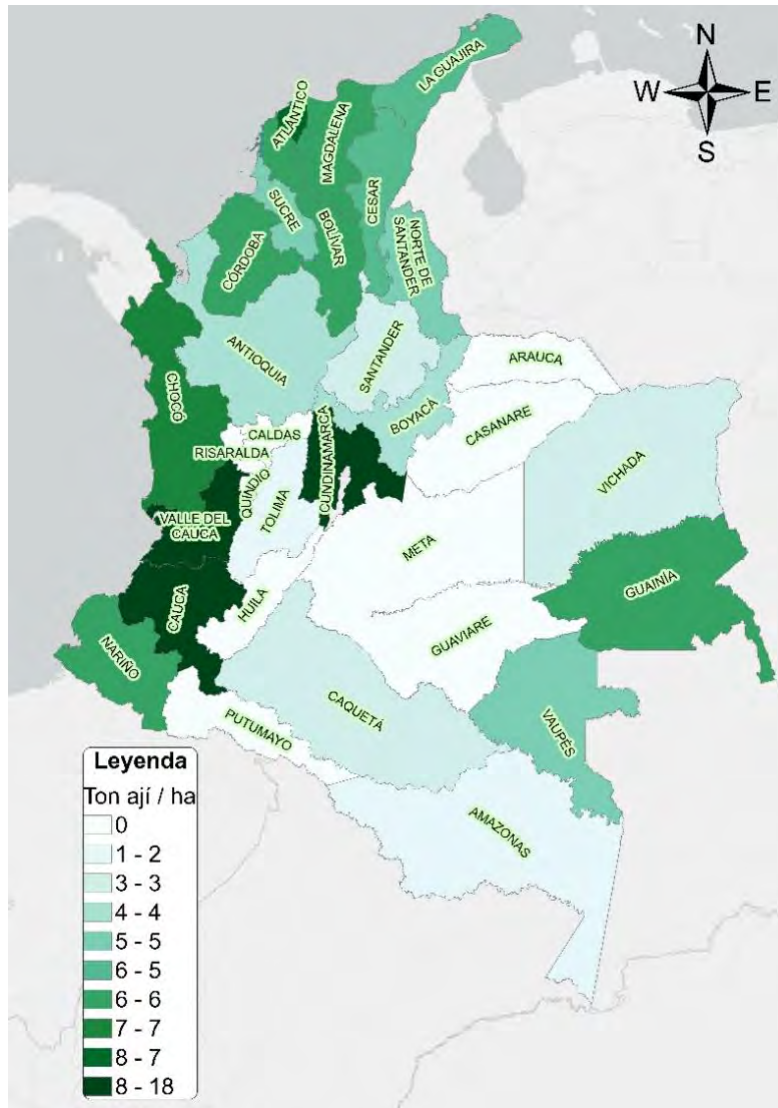 N
W E
S
LA GUAJIRA
ATLÁNTICO
MAGDALENA
CESAR
SUCRE
BOLÍVAR
NORTE DE
SANTANDER
CÓRDOBA
ANTIOQUIA
SANTANDER
ARAUCA
CHOCÓ
BOYACÁ
CASANARE
CALDAS
CUNDINAMARCA
RISARALDA
QUINDIO
TOLIMA
VICHADA
VALLE DEL
CAUCA
META
GUAINÍA
CAUCA
HUILA
GUAVIARE
NARIÑO
CAQUETÁ
VAUPÉS
PUTUMAYO
AMAZONAS
Leyenda
Ton ají / ha
0
1 - 2
3 - 3
4 - 4
5 - 5
6 - 5
6 - 6
7 - 7
8 - 7
8 - 18